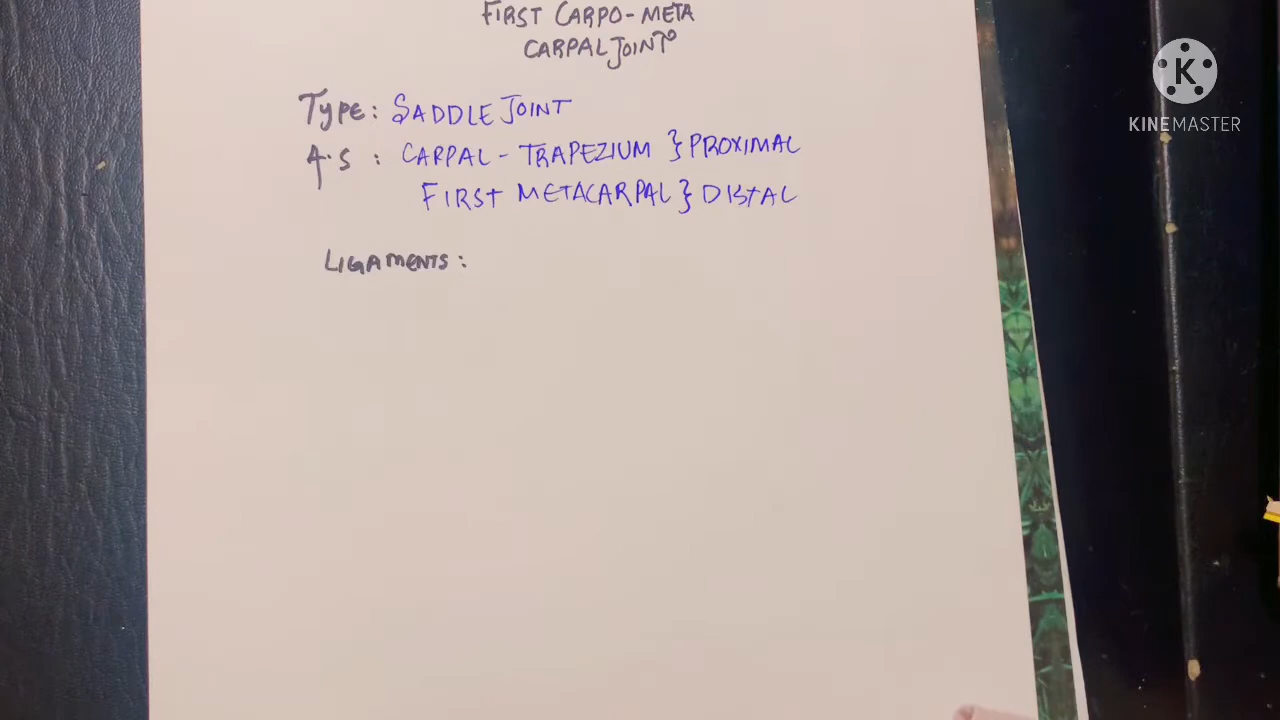 FIRST CARPO-META
CARPAL JOINT
TYPE: SADDLE JOINT
A.S : CARPAL - TRAPEZIUM } PROXIMAL
FIRST METACARPAL } DISTAL
LIGAMENTS:
K
KINEMASTER